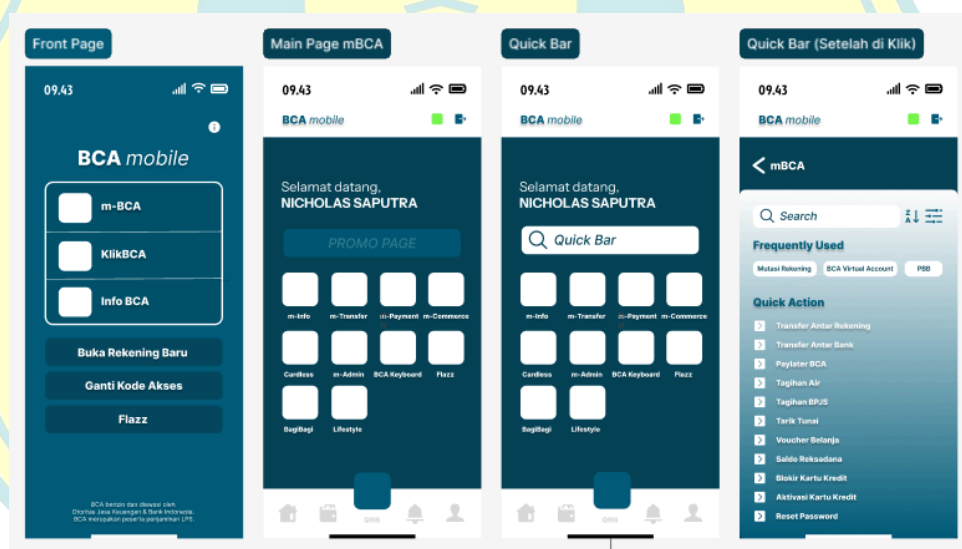 Front Page
09.43
BCA mobile
m-BCA
KlikBCA
Info BCA
Buka Rekening Baru
Ganti Kode Akses
Flazz
BCA berizin dan diawasi oleh
Otoritas Jasa Keuangan & Bank Indonesia.
BCA merupakan peserta penjaminan LPS.
Main Page mBCA
09.43
BCA mobile
Selamat datang,
NICHOLAS SAPUTRA
PROMO PAGE
m-Info m-Transfer m-Payment m-Commerce
Cardless m-Admin BCA Keyboard Flazz
BagiBagi Lifestyle
QRIS
Quick Bar
09.43
BCA mobile
Selamat datang,
NICHOLAS SAPUTRA
Quick Bar
m-Info m-Transfer m-Payment m-Commerce
Cardless m-Admin BCA Keyboard Flazz
BagiBagi Lifestyle
QRIS
Quick Bar (Setelah di Klik)
09.43
BCA mobile
mBCA
Search
Z
A
Frequently Used
Mutasi Rekening BCA Virtual Account PBB
Quick Action
Transfer Antar Rekening
Transfer Antar Bank
Paylater BCA
Tagihan Air
Tagihan BPJS
Tarik Tunai
Voucher Belanja
Saldo Reksadana
Blokir Kartu Kredit
Aktivasi Kartu Kredit
Reset Password